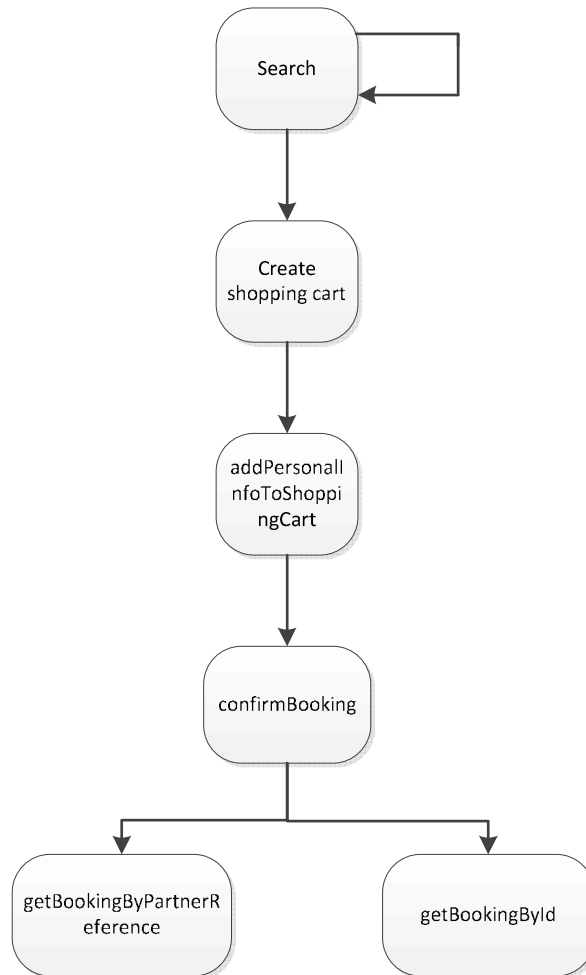 Search
Create
shopping cart
addPersonalI
nfoToShoppi
ngCart
confirmBooking
getBookingByPartnerR
eference
getBookingById